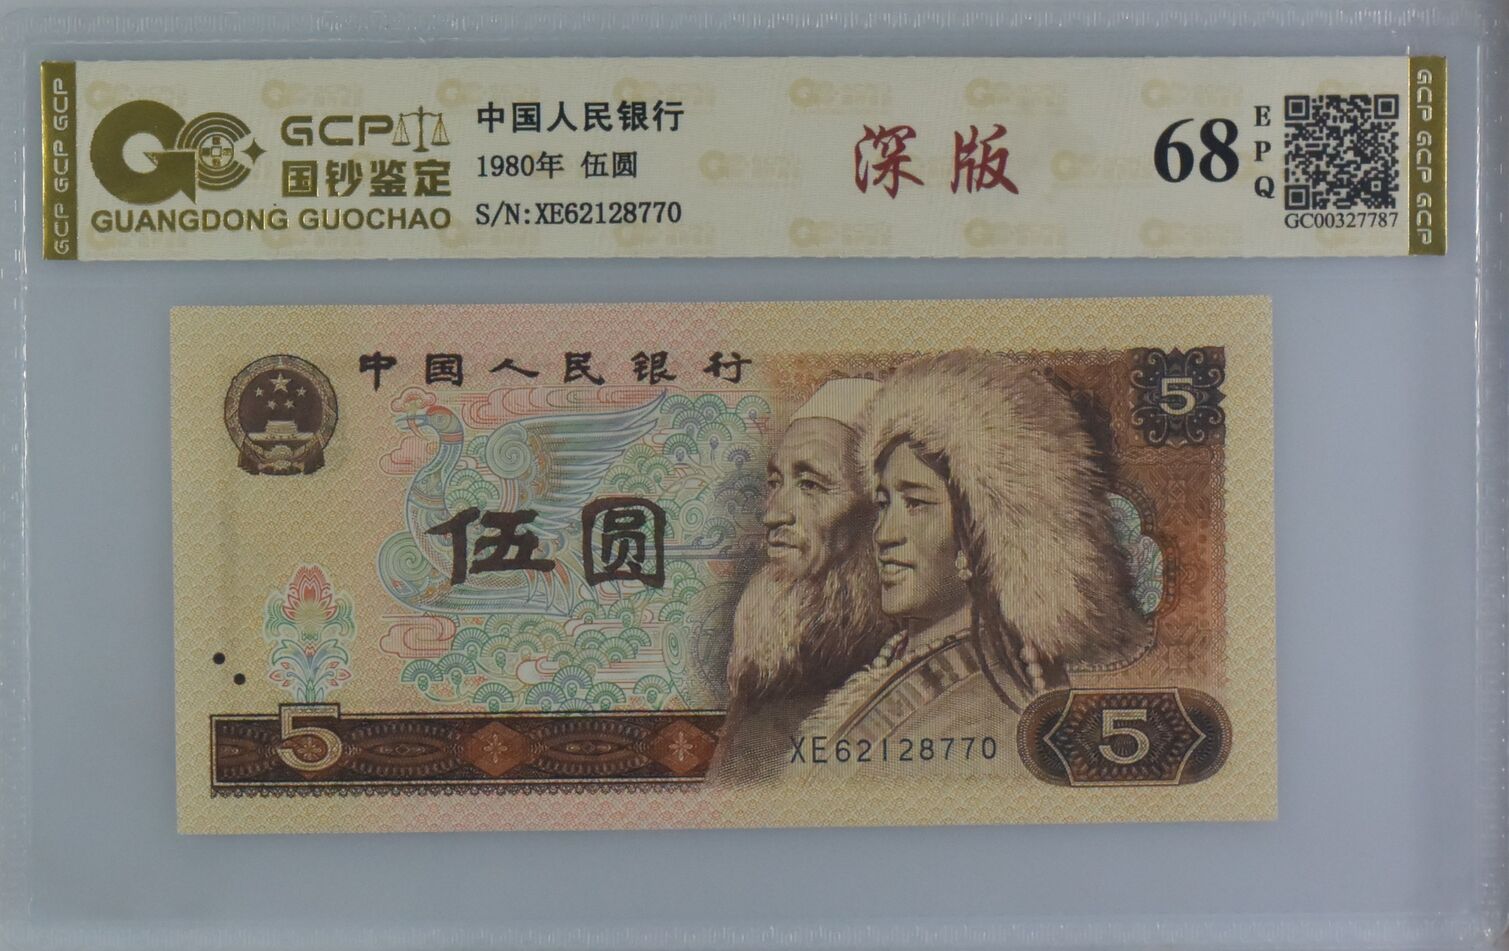 GCP
国钞鉴定
GUANGDONG GUOCHAO
中国人民银行
1980年 伍圆
S/N:XE62128770
深版
68
EPQ
GC00327787
GCP GCP GCP
GCP GCP GCP
中国人民银行
5
伍圆
5
XE62128770
5